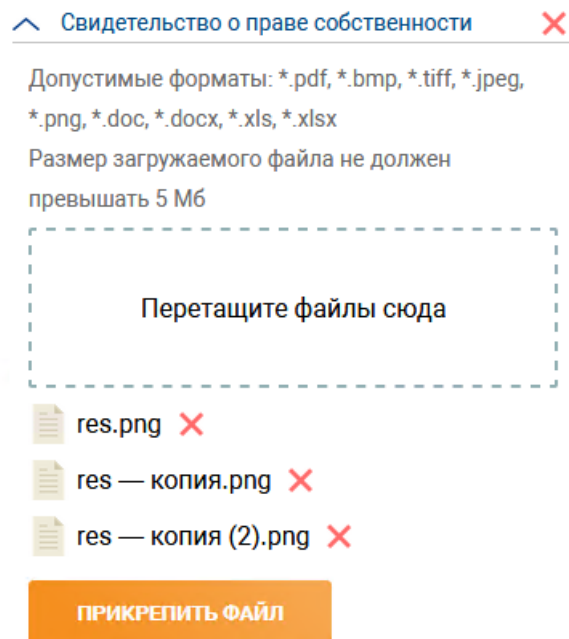 Свидетельство о праве собственности
Допустимые форматы: *.pdf, *.bmp, *.tiff, *.jpeg,
*.png, *.doc, *.docx, *.xls, *.xlsx
Размер загружаемого файла не должен
превышать 5 Мб
Перетащите файлы сюда
res.png
res — копия.png
res — копия (2).png
ПРИКРЕПИТЬ ФАЙЛ